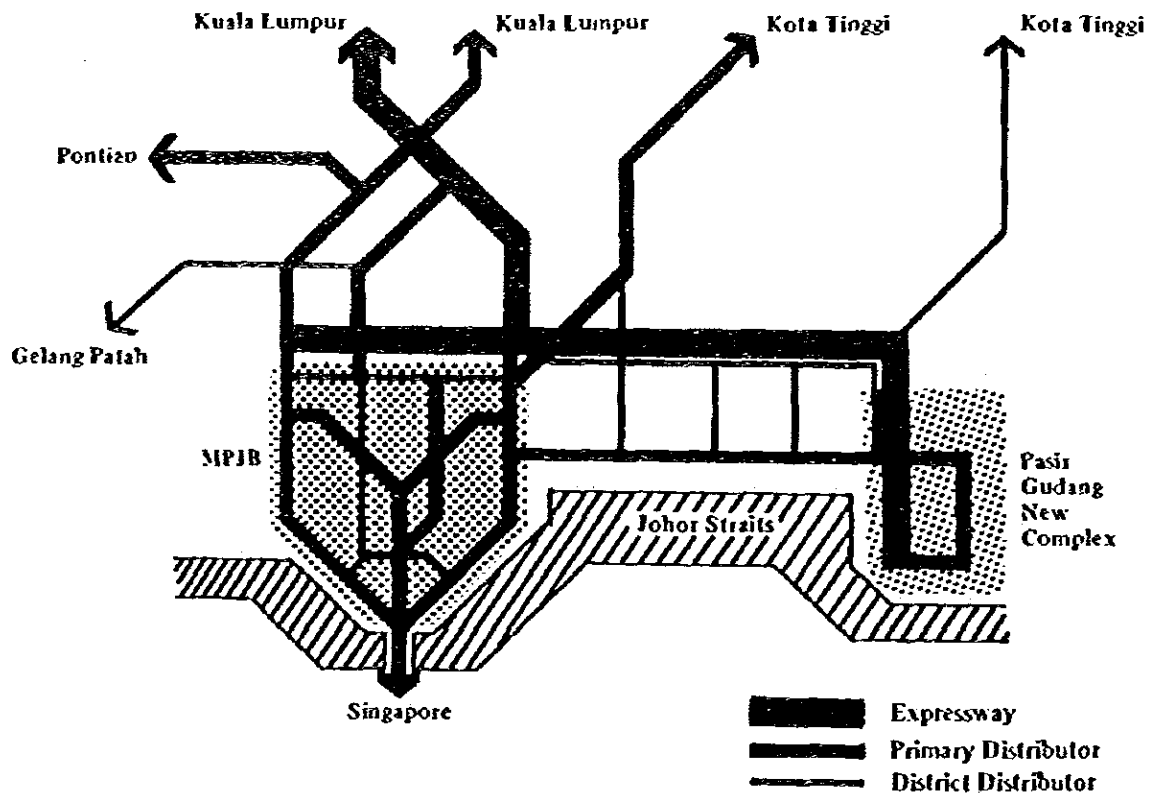 Kuala Lumpur
Kuala Lumpur
Kota Tinggi
Kota Tinggi
Pontian
Gelang Patah
MPJB
Pasir
Gudang
New
Complex
Johor Straits
Singapore
Expressway
Primary Distributor
District Distributor